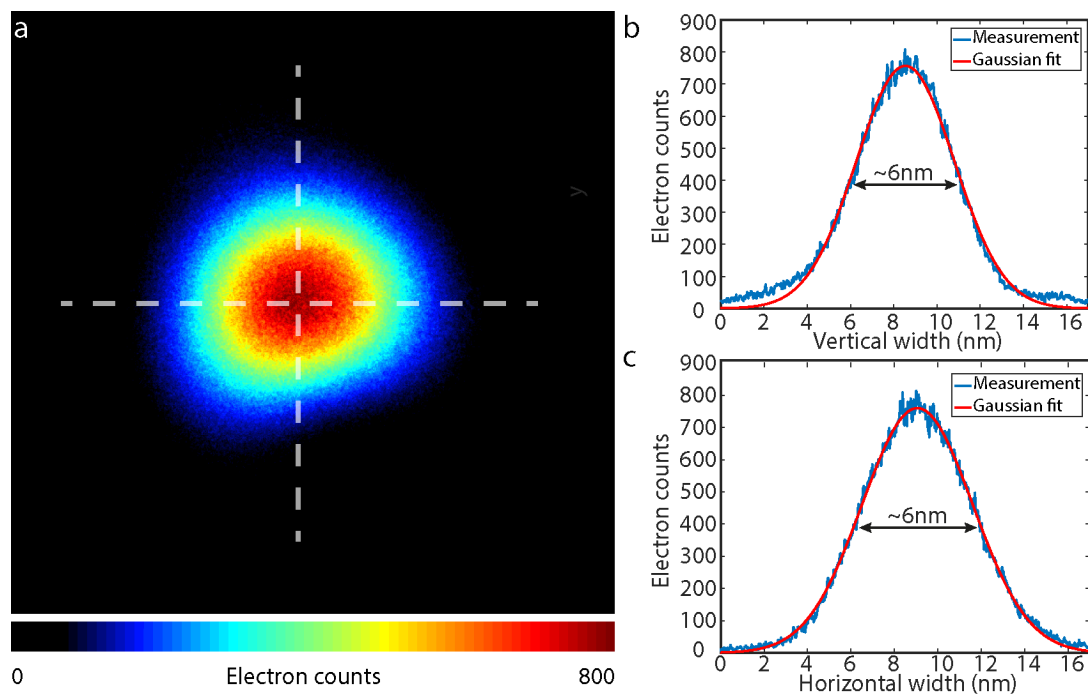 a
y
0 Electron counts 800
b
900
800
700
600
500
400
300
200
100
0
Electron counts
Measurement
Gaussian fit
~6nm
0 2 4 6 8 10 12 14 16
Vertical width (nm)
c
900
800
700
600
500
400
300
200
100
0
Electron counts
Measurement
Gaussian fit
~6nm
0 2 4 6 8 10 12 14 16
Horizontal width (nm)